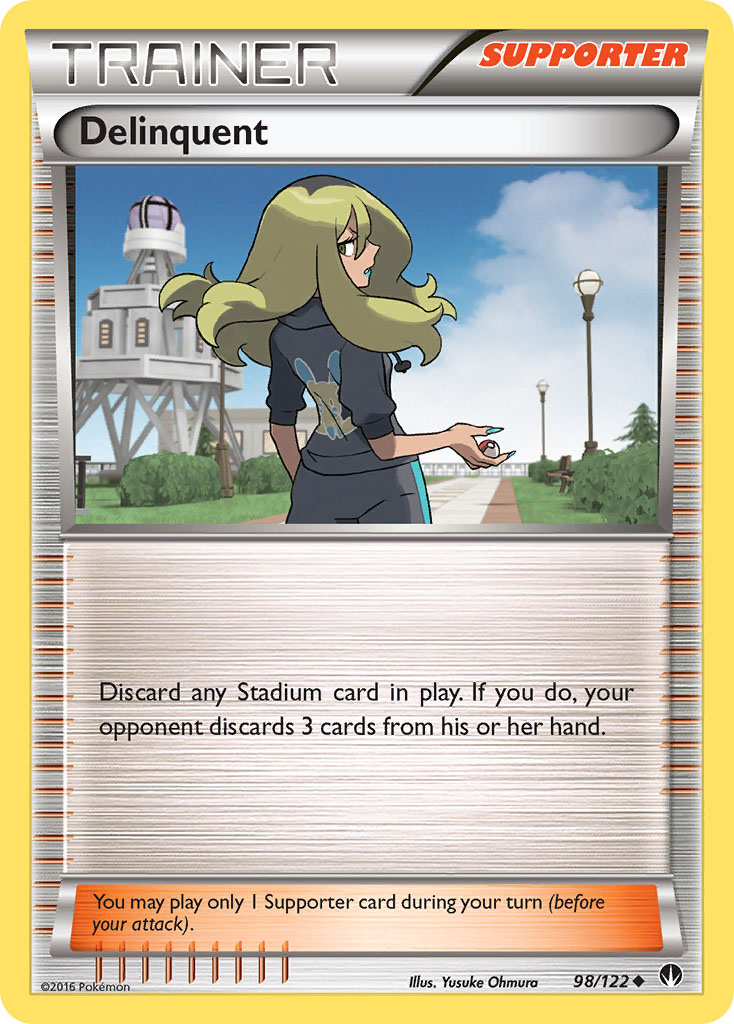 TRAINER
SUPPORTER
Delinquent
Discard any Stadium card in play. If you do, your
opponent discards 3 cards from his or her hand.
You may play only 1 Supporter card during your turn (before
your attack).
©2016 Pokémon
Illus. Yusuke Ohmura
98/122